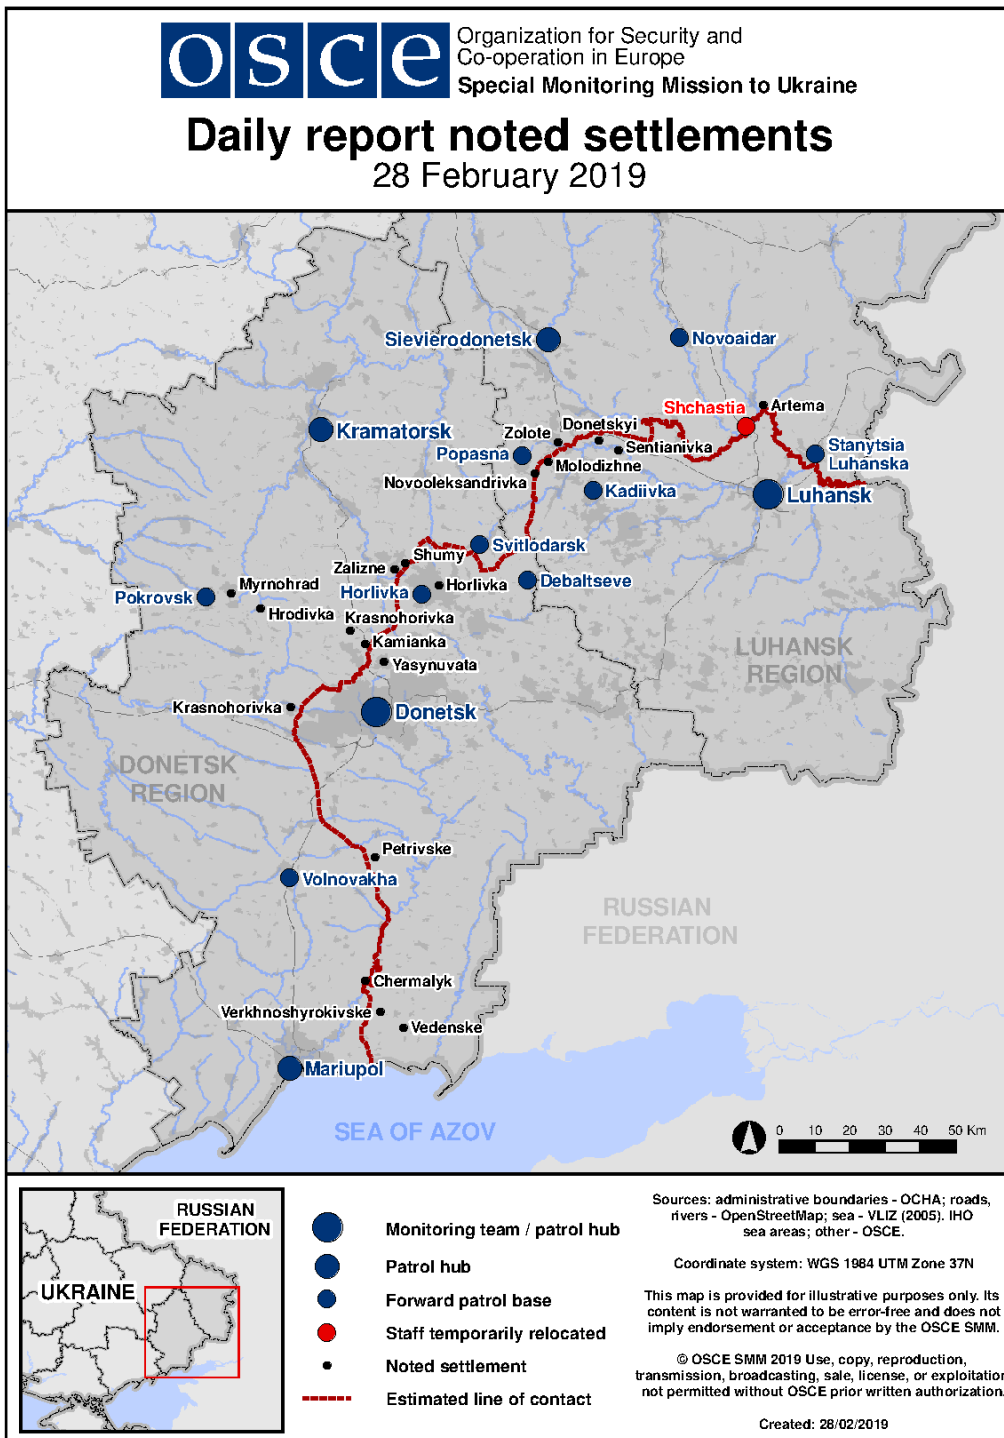 osce
Organization for Security and
Co-operation in Europe
Special Monitoring Mission to Ukraine
Daily report noted settlements
28 February 2019
Sievierodonetsk
Novoaidar
Shchastia
Artema
Kramatorsk
Donetskyi
Zolote
Sentianivka
Popasna
Stanytsia
Luhanska
Molodizhne
Novooleksandrivka
Kadiivka
Luhansk
Svitlodarsk
Shumy
Zalizne
Debaltseve
Horlivka
Horlivka
Myrnohrad
Pokrovsk
Hrodivka
Krasnohorivka
Kamianka
Yasynuvata
LUHANSK
REGION
Krasnohorivka
Donetsk
DONETSK
REGION
Petrivske
Volnovakha
RUSSIAN
FEDERATION
Chermalyk
Verkhnoshyrokivske
Vedenske
Mariupol
SEA OF AZOV
0 10 20 30 40 50 Km
RUSSIAN
FEDERATION
UKRAINE
Monitoring team / patrol hub
Patrol hub
Forward patrol base
Staff temporarily relocated
Noted settlement
Estimated line of contact
Sources: administrative boundaries - OCHA; roads,
rivers - OpenStreetMap; sea - VLIZ (2005). IHO
sea areas; other - OSCE.
Coordinate system: WGS 1984 UTM Zone 37N
This map is provided for illustrative purposes only. Its
content is not warranted to be error-free and does not
imply endorsement or acceptance by the OSCE SMM.
© OSCE SMM 2019 Use, copy, reproduction,
transmission, broadcasting, sale, license, or exploitation
not permitted without OSCE prior written authorization.
Created: 28/02/2019